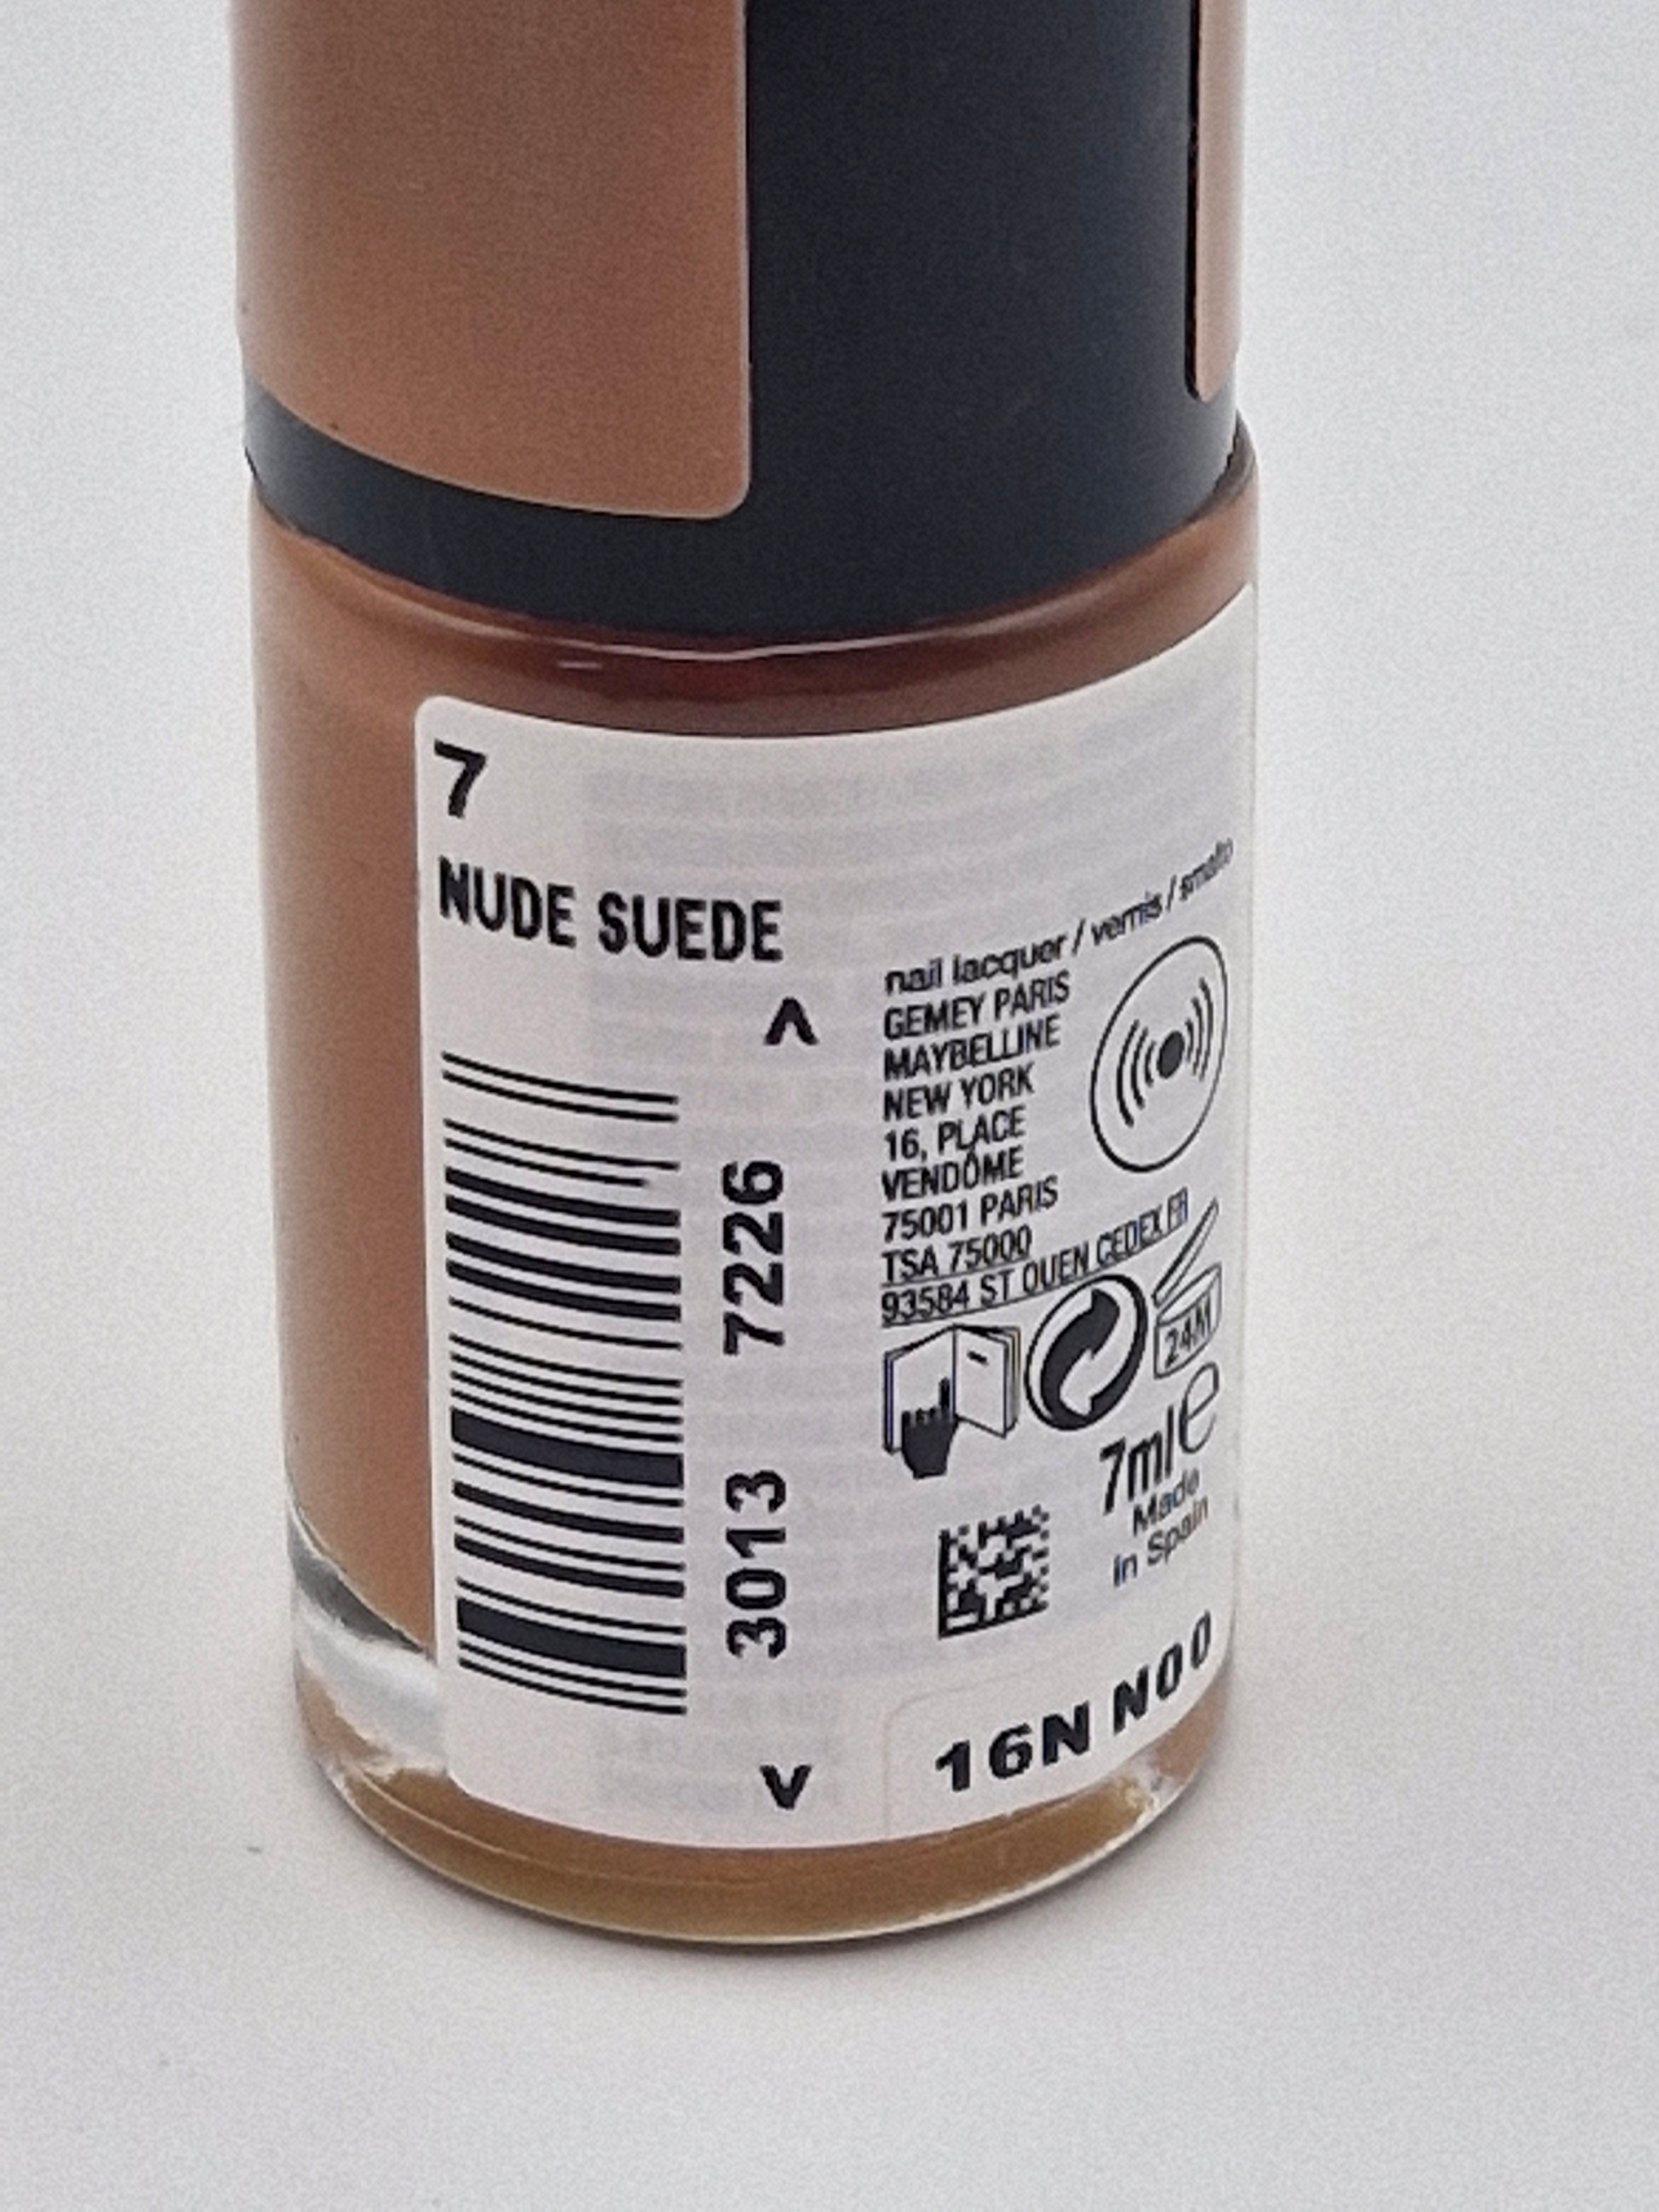 7
NUDE SUEDE
<
3013 7226
>
nail lacquer / vernis / smalto
GEMEY PARIS
MAYBELLINE
NEW YORK
16, PLACE
VENDÔME
75001 PARIS
TSA 75000
93584 ST OUEN CEDEX FR
24M
7ml e
Made
in Spain
16N N00